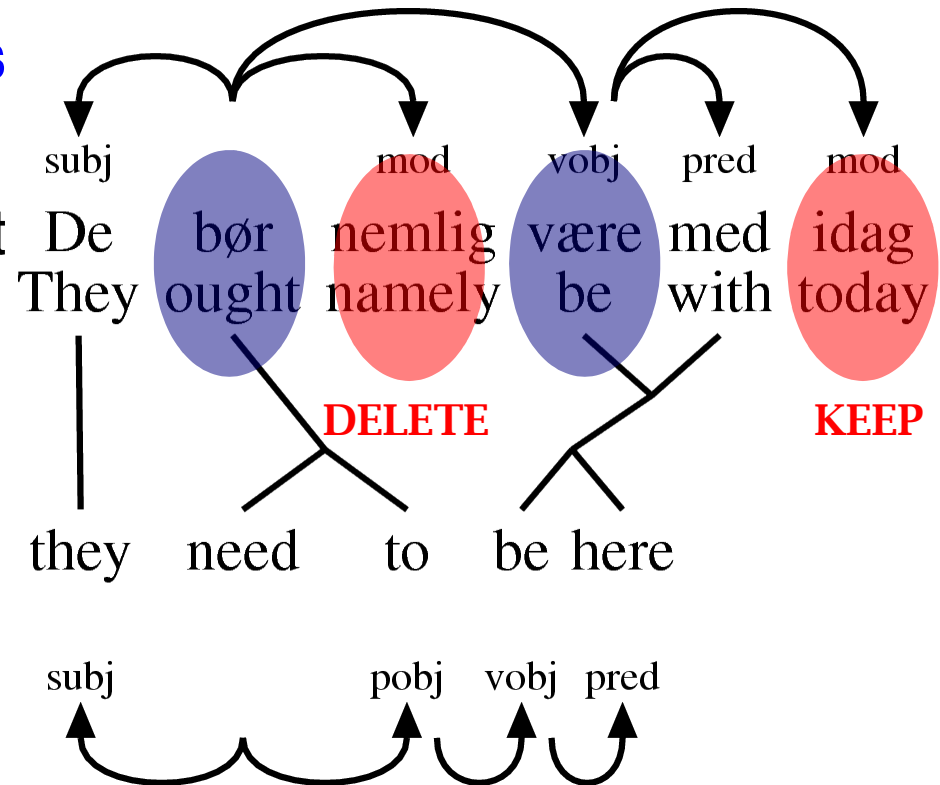 s
subj mod vobj pred mod
t De bør nemlig være med idag
They ought namely be with today
DELETE KEEP
they need to be here
subj pobj vobj pred